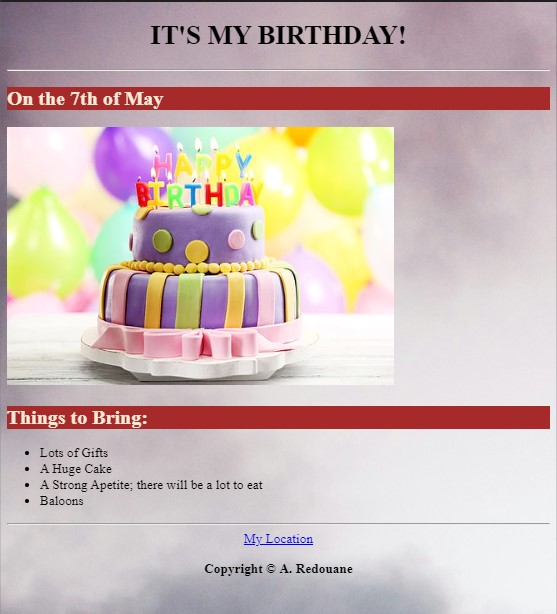 IT'S MY BIRTHDAY!
On the 7th of May
HAPPY
BIRTHDAY
Things to Bring:
Lots of Gifts
A Huge Cake
A Strong Apetite; there will be a lot to eat
Baloons
My Location
Copyright © A. Redouane